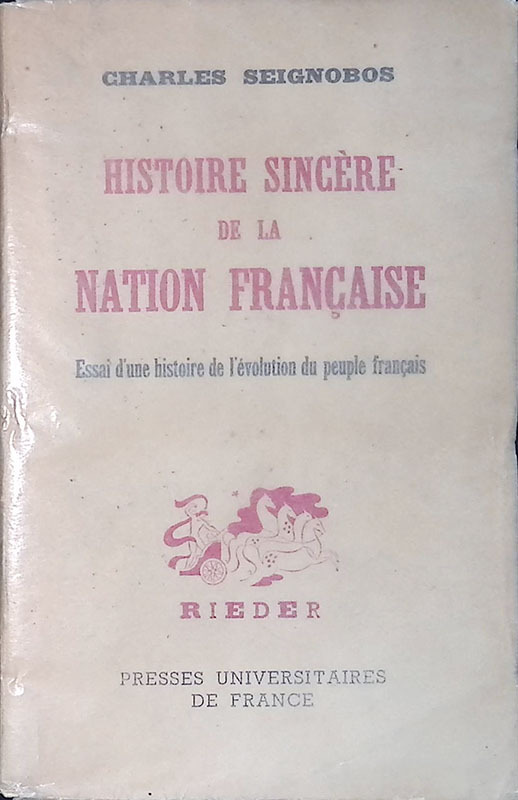 CHARLES SEIGNOBOS
HISTOIRE SINCÈRE
DE LA
NATION FRANÇAISE
Essai d'une histoire de l'évolution du peuple français
RIEDER
PRESSES UNIVERSITAIRES
DE FRANCE